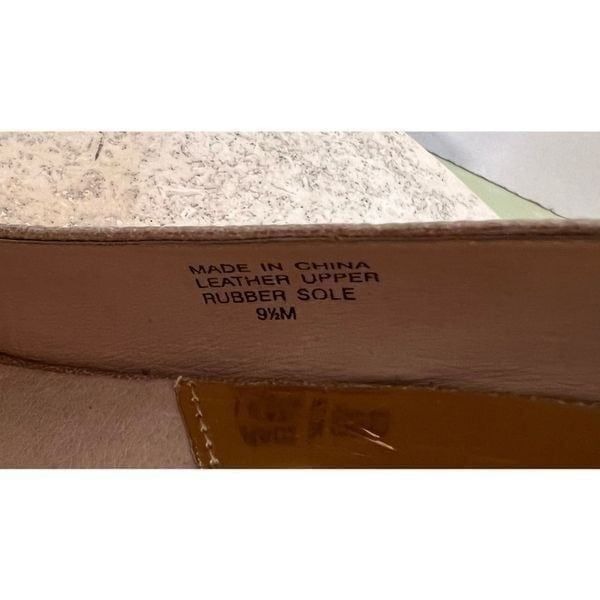 MADE IN CHINA
LEATHER UPPER
RUBBER SOLE
9½M